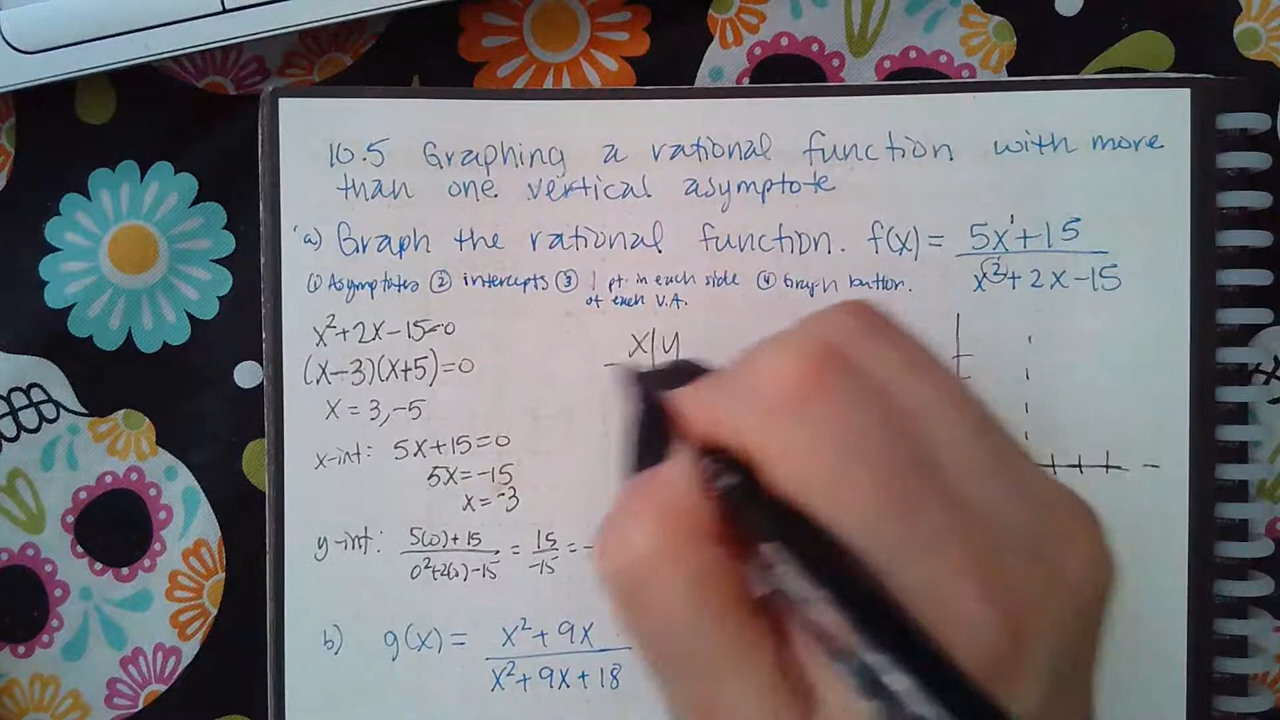 10.5 Graphing a rational function with more
than one vertical asymptote
a) Graph the rational function. f(x) = 5x¹+15 / x²+2x-15
① Asymptotes ② intercepts ③ 1 pt. in each side of each V.A. ④ Graph button.
x²+2x-15=0
(x-3)(x+5)=0
x = 3, -5
x-int: 5x+15=0
5x=-15
x=-3
y-int: 5(0)+15 / 0²+2(0)-15 = 15 / -15 = -
x|y
b) g(x) = x²+9x / x²+9x+18